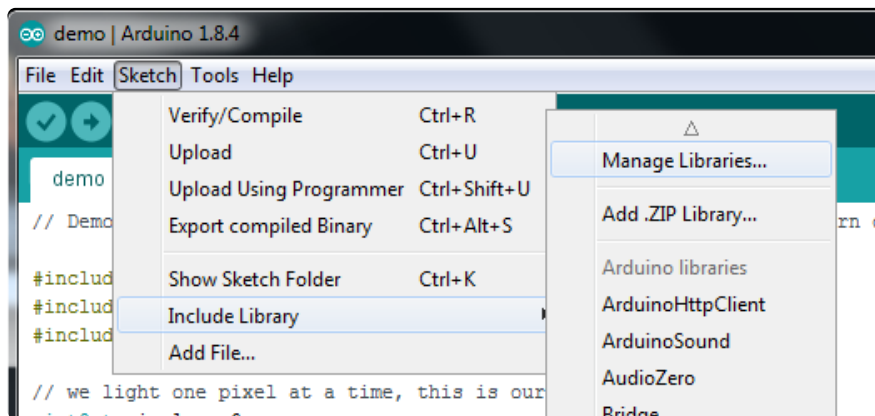 demo | Arduino 1.8.4
File Edit Sketch Tools Help
Verify/Compile Ctrl+R
Upload Ctrl+U
Upload Using Programmer Ctrl+Shift+U
Export compiled Binary Ctrl+Alt+S
Show Sketch Folder Ctrl+K
Include Library
Add File...
Manage Libraries...
Add .ZIP Library...
Arduino libraries
ArduinoHttpClient
ArduinoSound
AudioZero
Bridge
demo
// Demo
#includ
#includ
#includ
// we light one pixel at a time, this is our